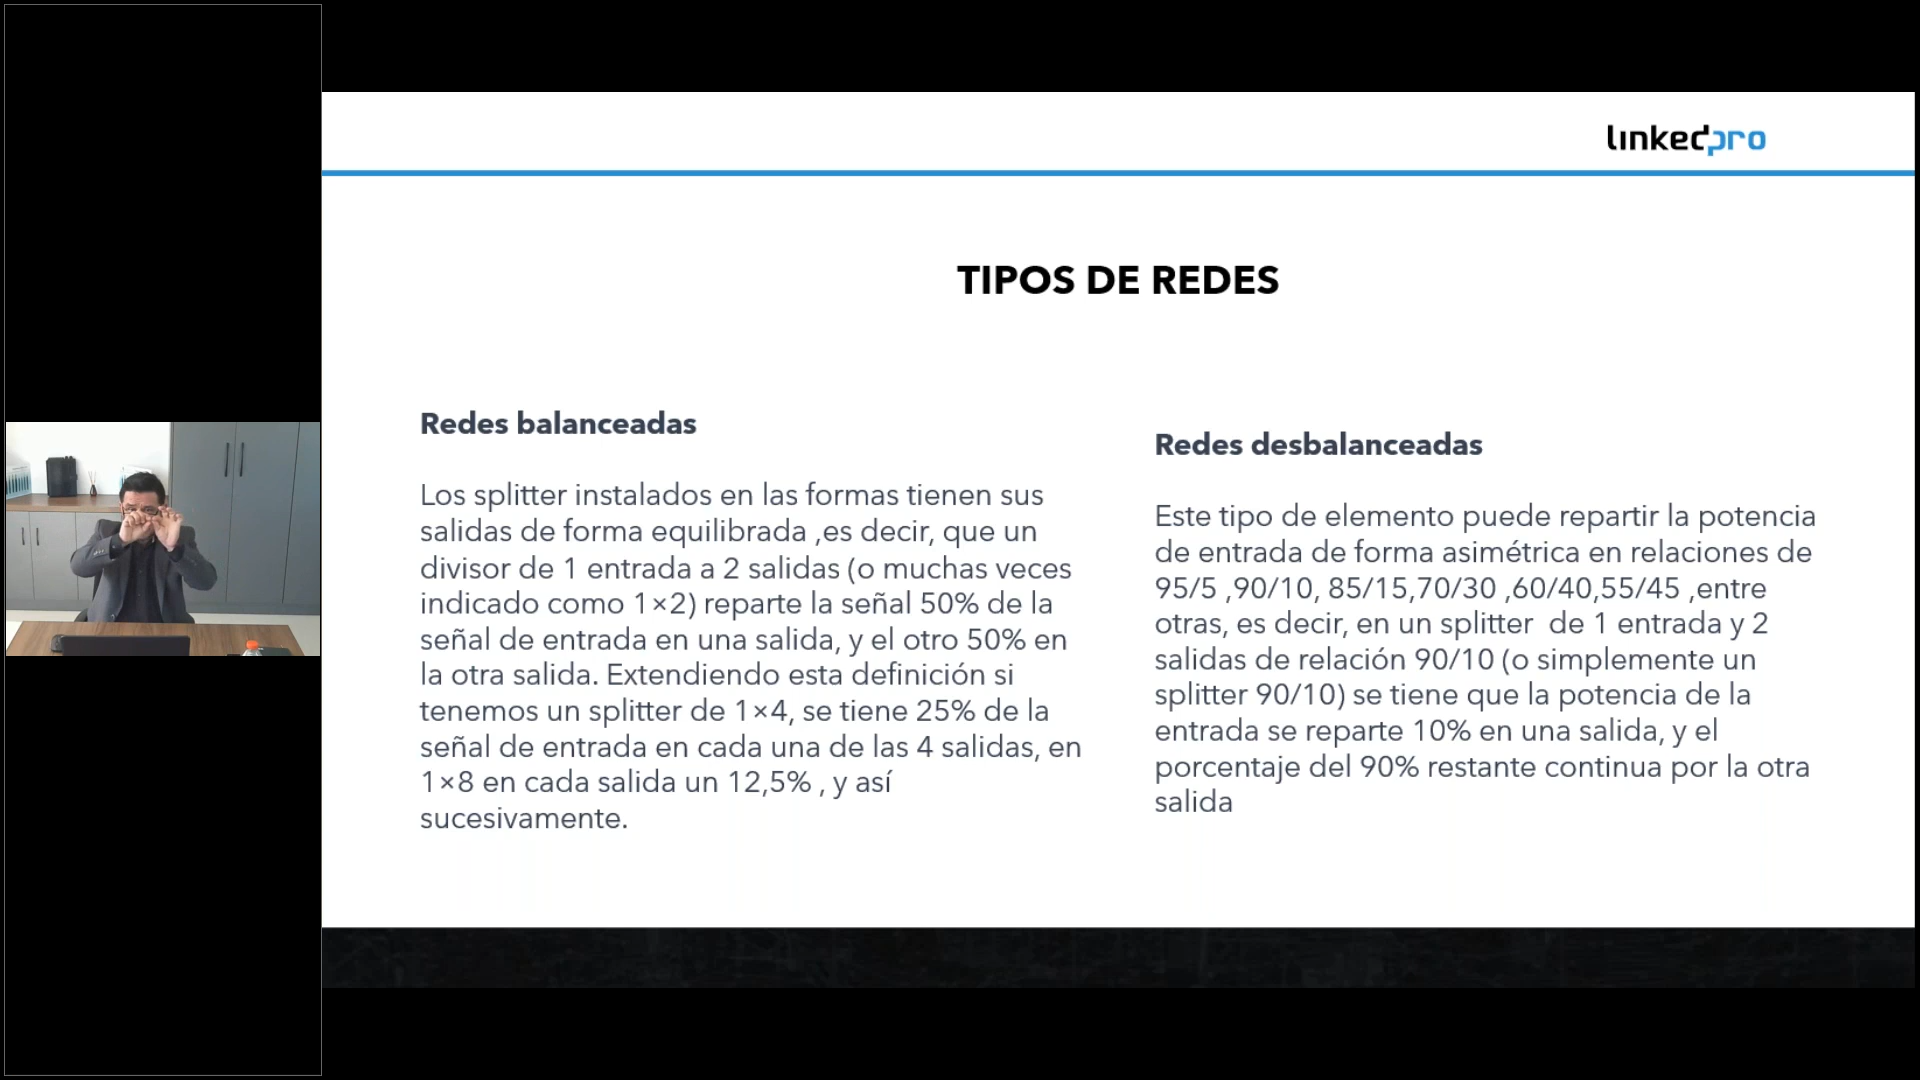 linkedpro
TIPOS DE REDES
Redes balanceadas
Los splitter instalados en las formas tienen sus
salidas de forma equilibrada ,es decir, que un
divisor de 1 entrada a 2 salidas (o muchas veces
indicado como 1×2) reparte la señal 50% de la
señal de entrada en una salida, y el otro 50% en
la otra salida. Extendiendo esta definición si
tenemos un splitter de 1×4, se tiene 25% de la
señal de entrada en cada una de las 4 salidas, en
1×8 en cada salida un 12,5% , y así
sucesivamente.
Redes desbalanceadas
Este tipo de elemento puede repartir la potencia
de entrada de forma asimétrica en relaciones de
95/5 ,90/10, 85/15,70/30 ,60/40,55/45 ,entre
otras, es decir, en un splitter  de 1 entrada y 2
salidas de relación 90/10 (o simplemente un
splitter 90/10) se tiene que la potencia de la
entrada se reparte 10% en una salida, y el
porcentaje del 90% restante continua por la otra
salida